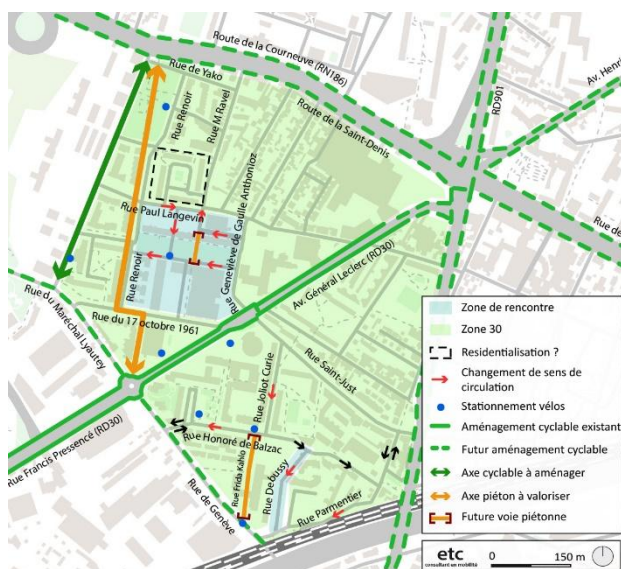 Route de la Courneuve (RN186)
Rue de Yako
Av. Henri
Rue Renoir
Rue M Ravel
Route de la Saint-Denis
RD901
Rue de
Rue Paul Langevin
Rue Geneviève de Gaulle Anthonloz
Rue Renoir
Av. Général Leclerc (RD30)
Rue du Maréchal Lyautey
Rue du 17 octobre 1961
Rue Saint-Just
Rue Joliot Curie
Rue Francis Pressencé (RD30)
Rue Honoré de Balzac
Rue Frida Kahlo
Rue Debussy
Rue de Genève
Rue Parmentier
Zone de rencontre
Zone 30
Residentialisation ?
Changement de sens de
circulation
Stationnement vélos
Aménagement cyclable existant
Futur aménagement cyclable
Axe cyclable à aménager
Axe piéton à valoriser
Future voie piétonne
etc
consultant en mobilité
0 150 m